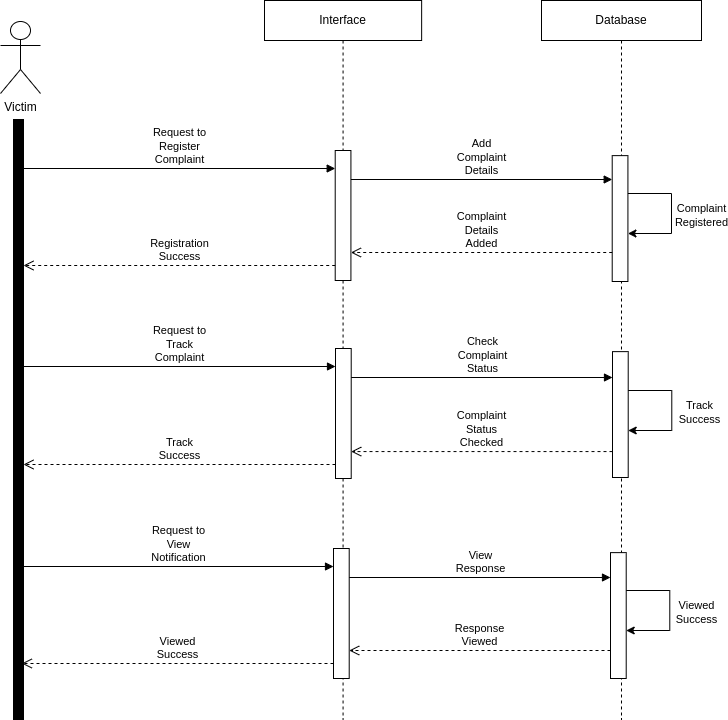 Interface
Database
Victim
Request to
Register
Complaint
Add
Complaint
Details
Complaint
Registered
Complaint
Details
Added
Registration
Success
Request to
Track
Complaint
Check
Complaint
Status
Track
Success
Complaint
Status
Checked
Track
Success
Request to
View
Notification
View
Response
Viewed
Success
Response
Viewed
Viewed
Success